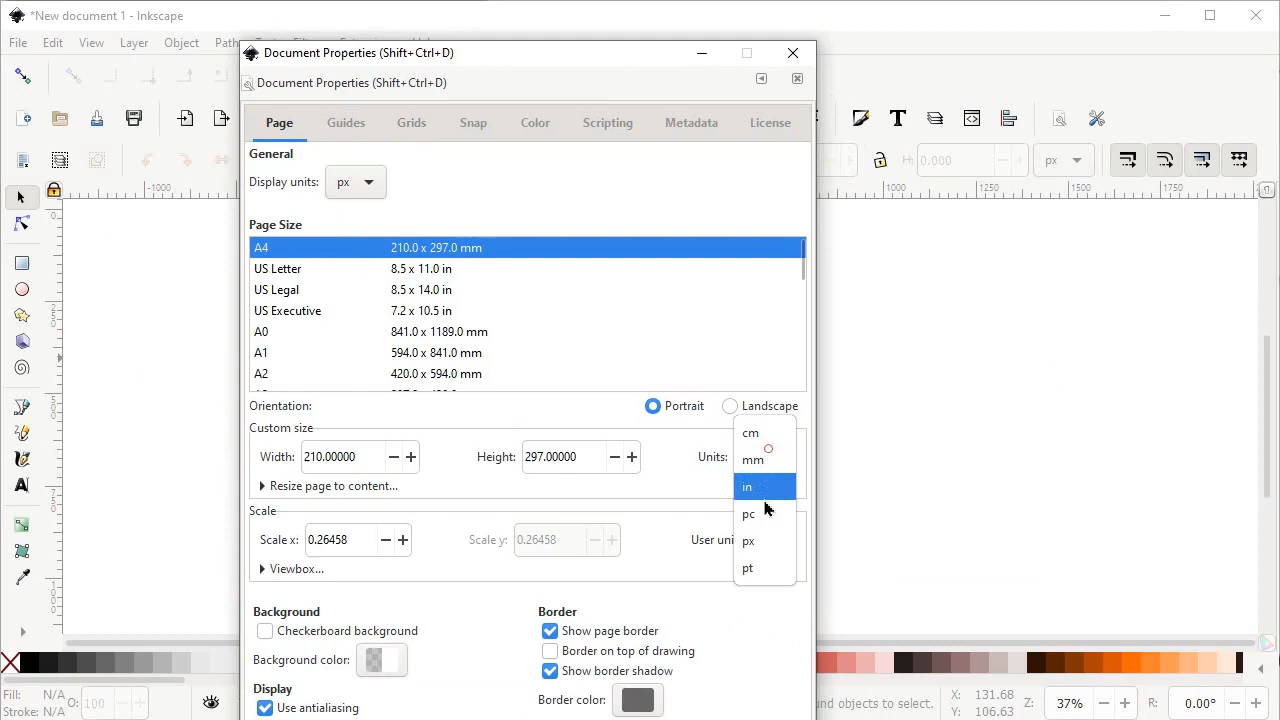 *New document 1 - Inkscape
File Edit View Layer Object Path
Document Properties (Shift+Ctrl+D)
Document Properties (Shift+Ctrl+D)
Page Guides Grids Snap Color Scripting Metadata License
H: 0.000 px
General
Display units: px
-1000 1000 1250 1500 1750
Page Size
A4 210.0 x 297.0 mm
US Letter 8.5 x 11.0 in
US Legal 8.5 x 14.0 in
US Executive 7.2 x 10.5 in
A0 841.0 x 1189.0 mm
A1 594.0 x 841.0 mm
A2 420.0 x 594.0 mm
Orientation: Portrait Landscape
Custom size
Width: 210.00000 Height: 297.00000 Units:
cm
mm
in
pc
px
pt
Resize page to content...
Scale
Scale x: 0.26458 Scale y: 0.26458 User uni
Viewbox...
Background
Checkerboard background
Background color:
Display
Use antialiasing
Border
Show page border
Border on top of drawing
Show border shadow
Border color:
Fill: N/A
Stroke: N/A
O: 100
ound objects to select.
X: 131.68
Y: 106.63
Z: 37% R: 0.00°